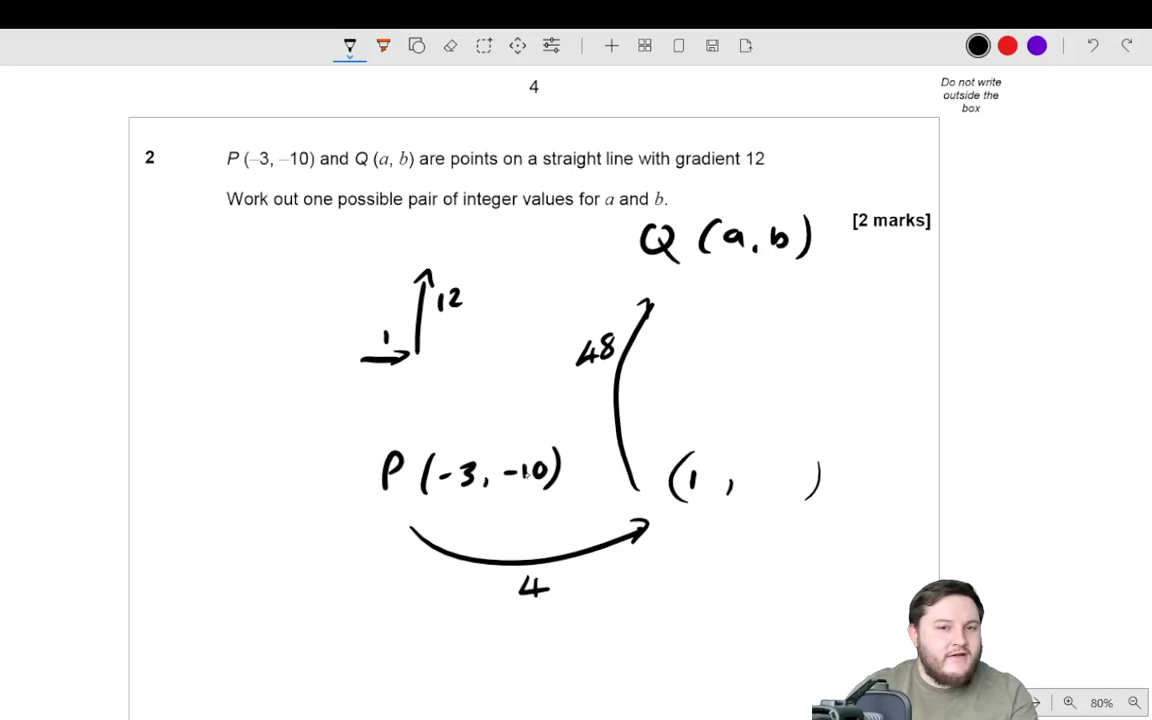 4
Do not write
outside the
box
2 P (–3, –10) and Q (a, b) are points on a straight line with gradient 12
Work out one possible pair of integer values for a and b.
[2 marks]
Q (a, b)
12
1
48
P (-3, -10) (1, )
4
80%